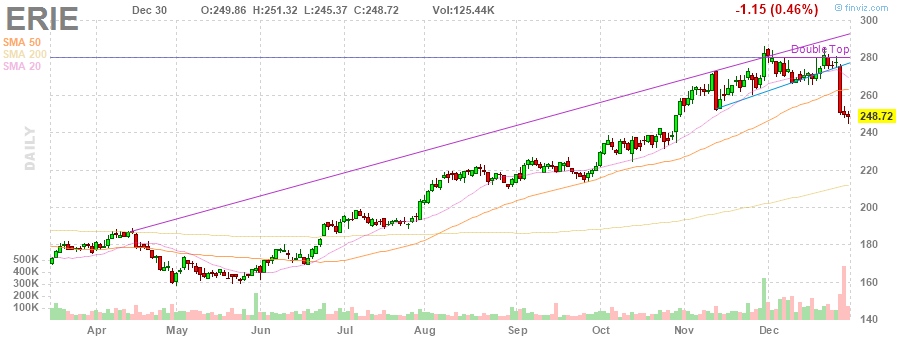 ERIE
Dec 30 O:249.86 H:251.32 L:245.37 C:248.72 Vol:125.44K -1.15 (0.46%)
© finviz.com
SMA 50
SMA 200
SMA 20
Double Top
DAILY
300
280
260
248.72
240
220
200
180
160
140
500K
400K
300K
200K
100K
Apr May Jun Jul Aug Sep Oct Nov Dec